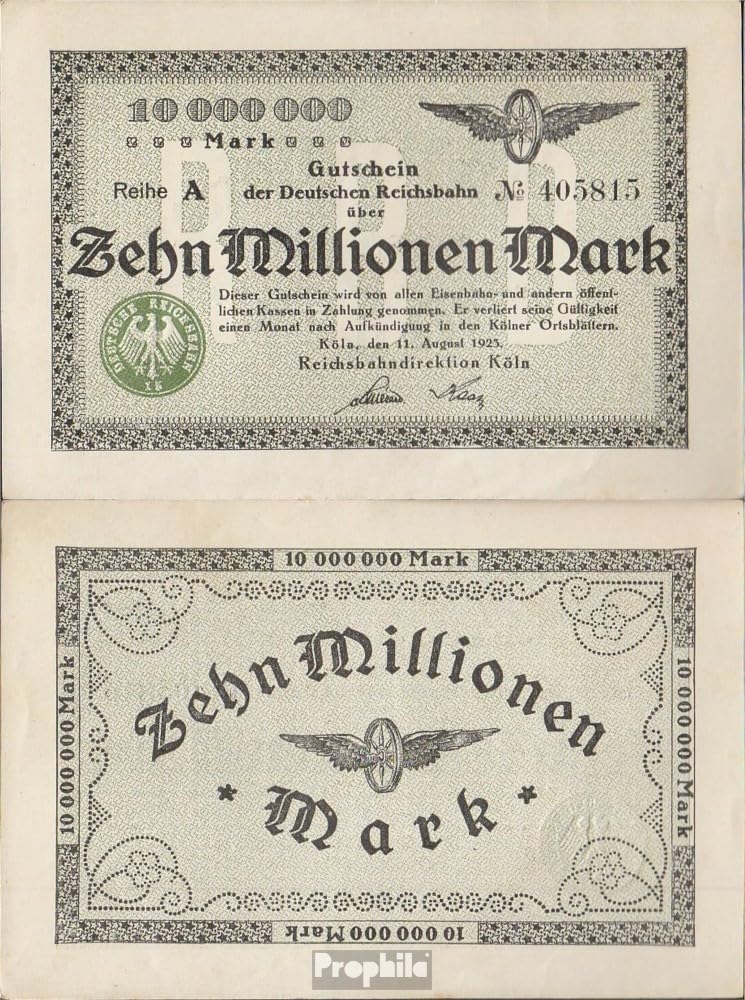 10 000 000
Mark
Gutschein
Reihe A der Deutschen Reichsbahn № 405815
über
Zehn Millionen Mark
Dieser Gutschein wird von allen Eisenbahn- und andern öffent-
lichen Kassen in Zahlung genommen. Er verliert seine Gültigkeit
einen Monat nach Aufkündigung in den Kölner Ortsblättern.
Köln, den 11. August 1923.
Reichsbahndirektion Köln
DEUTSCHE REICHSBAHN
10 000 000 Mark
10 000 000 Mark
Zehn Millionen
10 000 000 Mark
Mark
10 000 000 Mark
Prophila